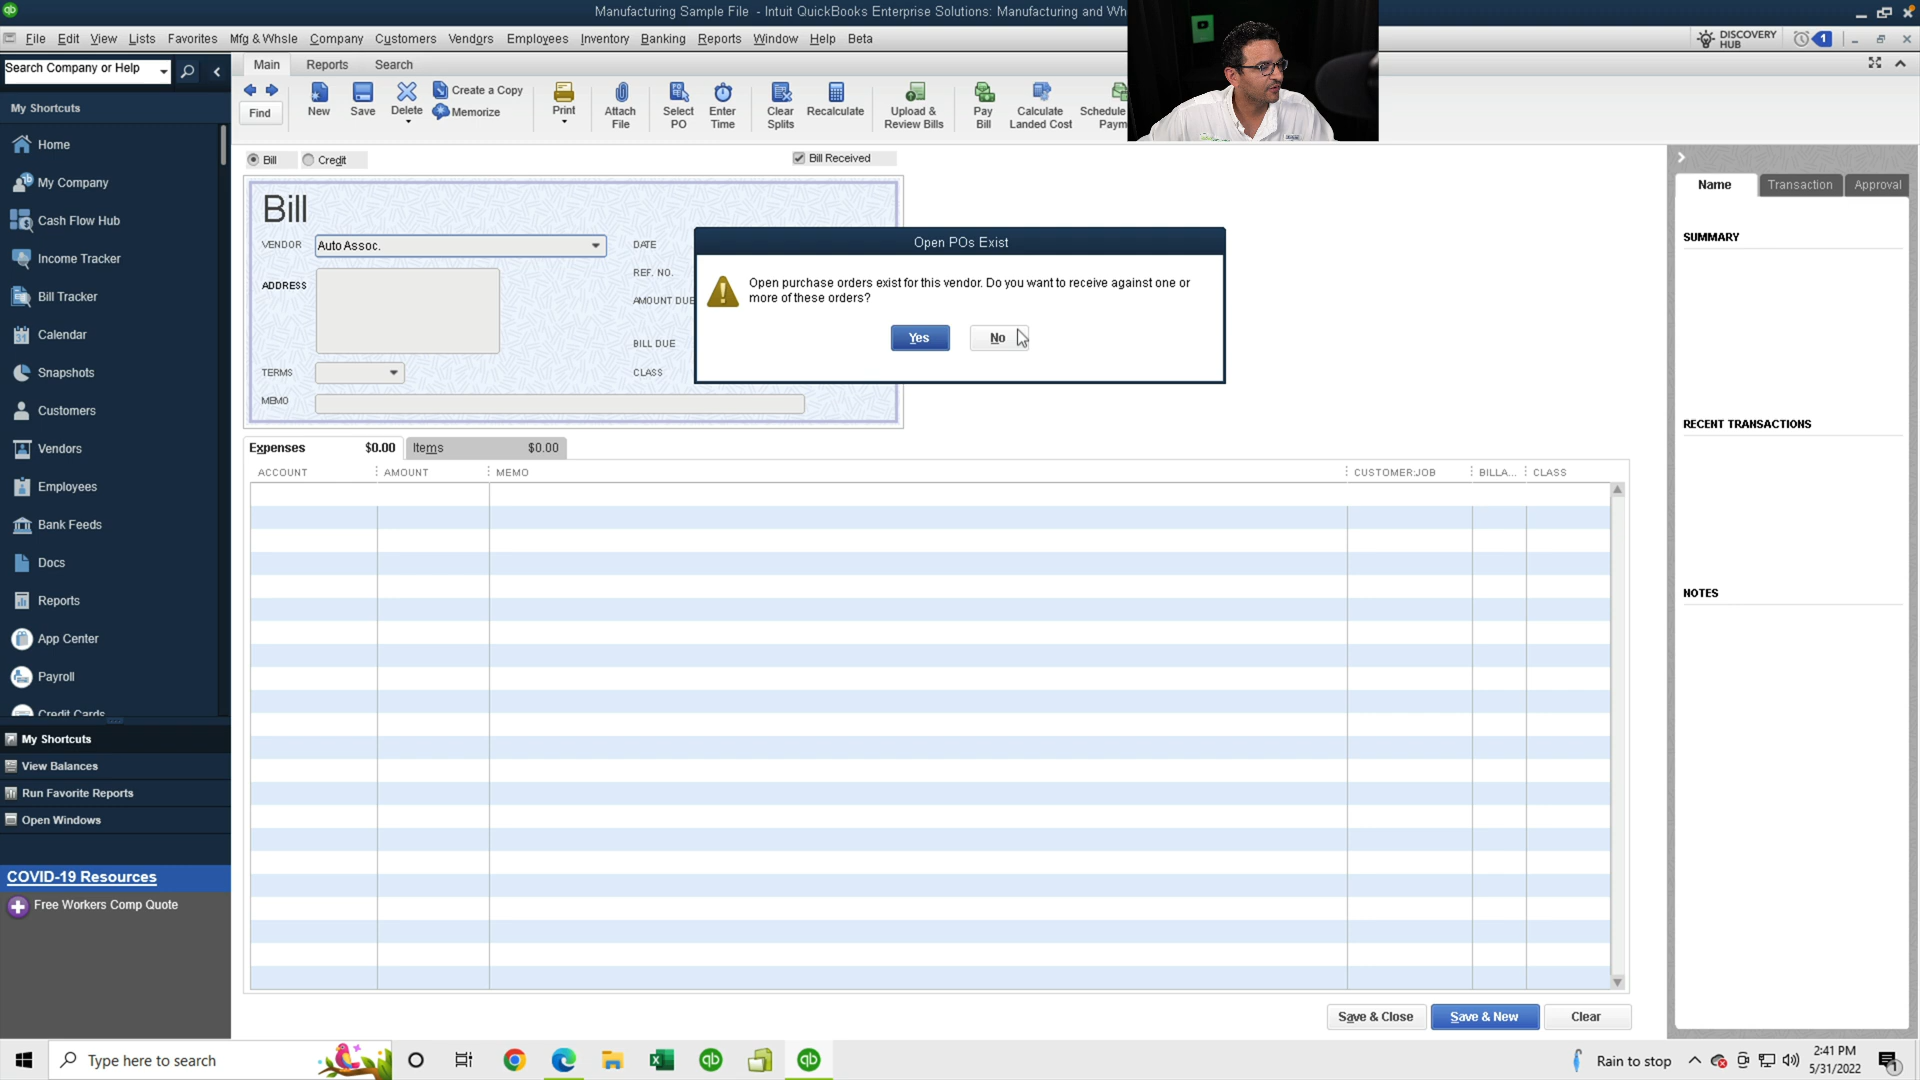 Manufacturing Sample File - Intuit QuickBooks Enterprise Solutions: Manufacturing and Wh
File Edit View Lists Favorites Mfg & Whsle Company Customers Vendors Employees Inventory Banking Reports Window Help Beta
DISCOVERY
HUB
1
Search Company or Help
Main Reports Search
Find
New
Save
Delete
Create a Copy
Memorize
Print
Attach
File
Select
PO
Enter
Time
Clear
Splits
Recalculate
Upload &
Review Bills
Pay
Bill
Calculate
Landed Cost
Schedule
Paym
My Shortcuts
Home
My Company
Cash Flow Hub
Income Tracker
Bill Tracker
Calendar
Snapshots
Customers
Vendors
Employees
Bank Feeds
Docs
Reports
App Center
Payroll
Credit Cards
My Shortcuts
View Balances
Run Favorite Reports
Open Windows
COVID-19 Resources
Free Workers Comp Quote
Bill Credit Bill Received
Bill
VENDOR Auto Assoc.
ADDRESS
TERMS
MEMO
DATE
REF. NO.
AMOUNT DUE
BILL DUE
CLASS
Open POs Exist
Open purchase orders exist for this vendor. Do you want to receive against one or
more of these orders?
Yes No
Expenses $0.00 Items $0.00
ACCOUNT AMOUNT MEMO CUSTOMER:JOB BILLA... CLASS
Save & Close Save & New Clear
Name Transaction Approval
SUMMARY
RECENT TRANSACTIONS
NOTES
Type here to search
Rain to stop
2:41 PM
5/31/2022
1